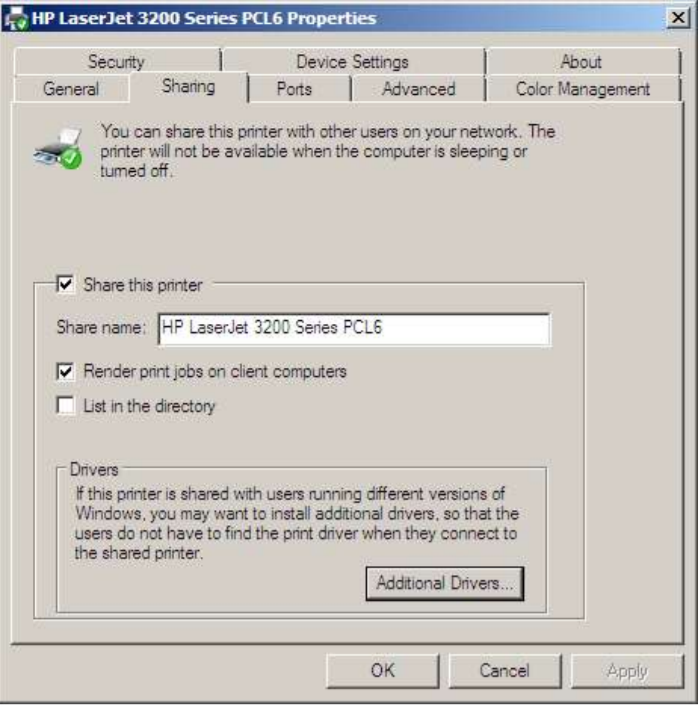 HP LaserJet 3200 Series PCL6 Properties
Security Device Settings About
General Sharing Ports Advanced Color Management
You can share this printer with other users on your network. The
printer will not be available when the computer is sleeping or
turned off.
Share this printer
Share name: HP LaserJet 3200 Series PCL6
Render print jobs on client computers
List in the directory
Drivers
If this printer is shared with users running different versions of
Windows, you may want to install additional drivers, so that the
users do not have to find the print driver when they connect to
the shared printer.
Additional Drivers...
OK Cancel Apply